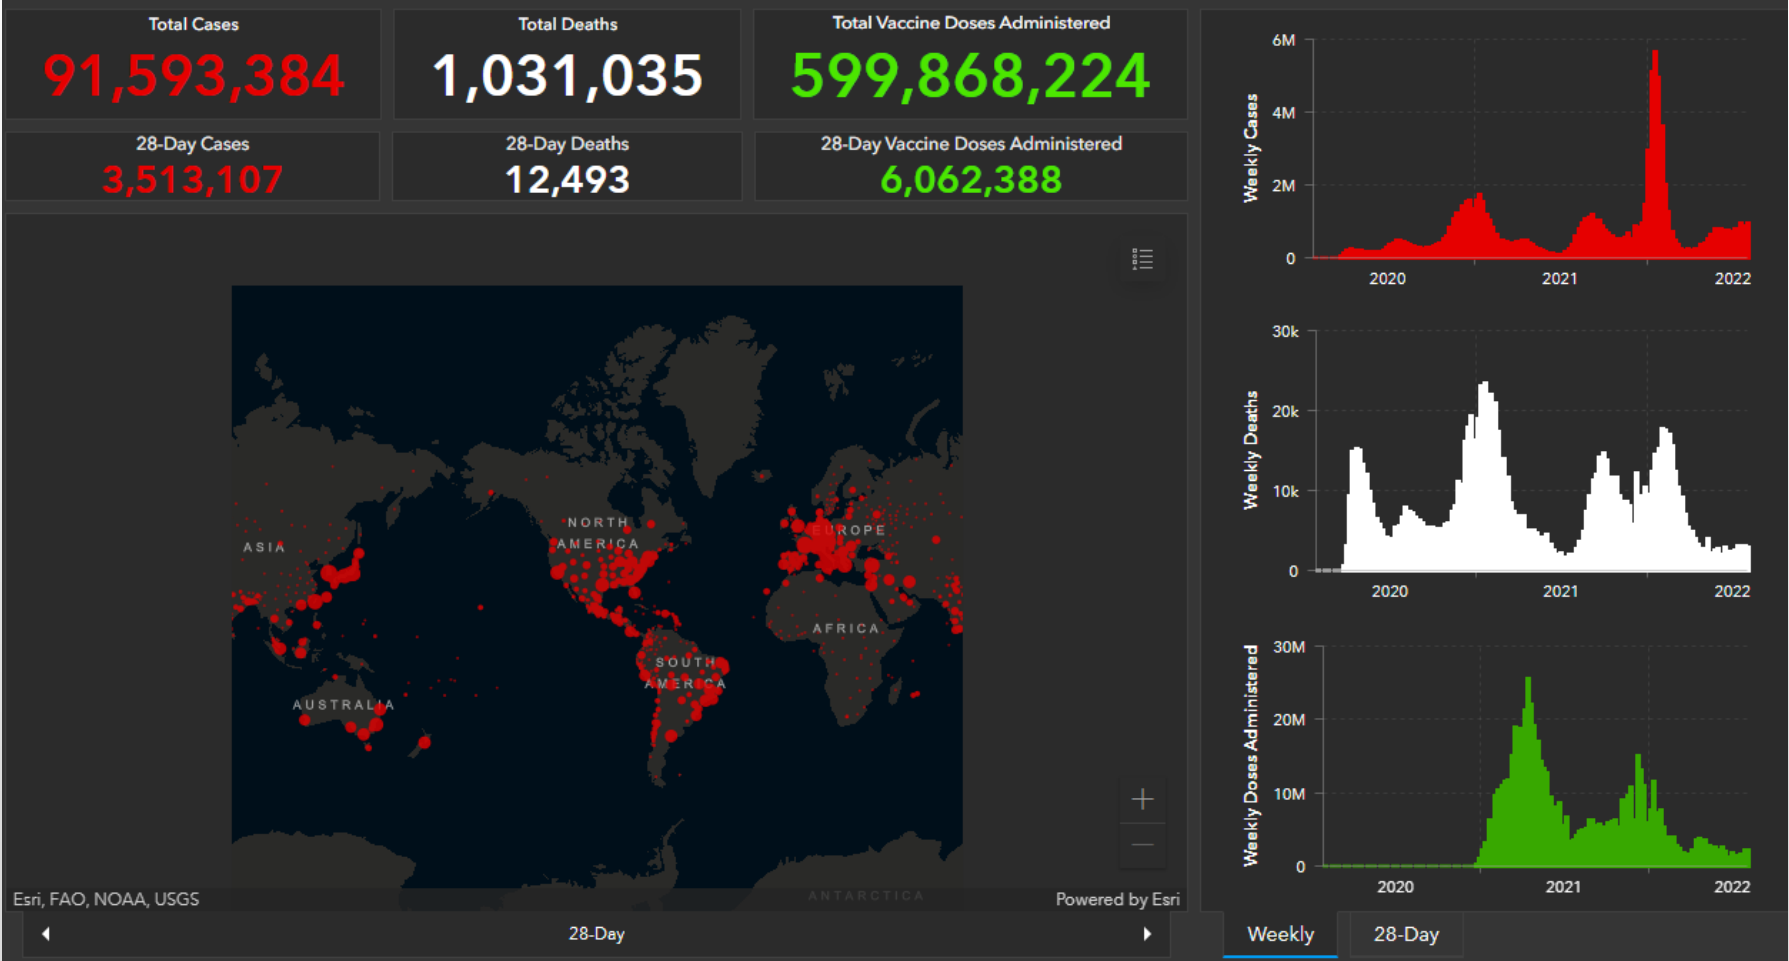 Total Cases
91,593,384
Total Deaths
1,031,035
Total Vaccine Doses Administered
599,868,224
28-Day Cases
3,513,107
28-Day Deaths
12,493
28-Day Vaccine Doses Administered
6,062,388
ASIA
NORTH
AMERICA
EUROPE
AFRICA
SOUTH
AMERICA
AUSTRALIA
ANTARCTICA
Esri, FAO, NOAA, USGS
Powered by Esri
28-Day
Weekly Cases
6M
4M
2M
0
2020
2021
2022
Weekly Deaths
30k
20k
10k
0
2020
2021
2022
Weekly Doses Administered
30M
20M
10M
0
2020
2021
2022
Weekly
28-Day